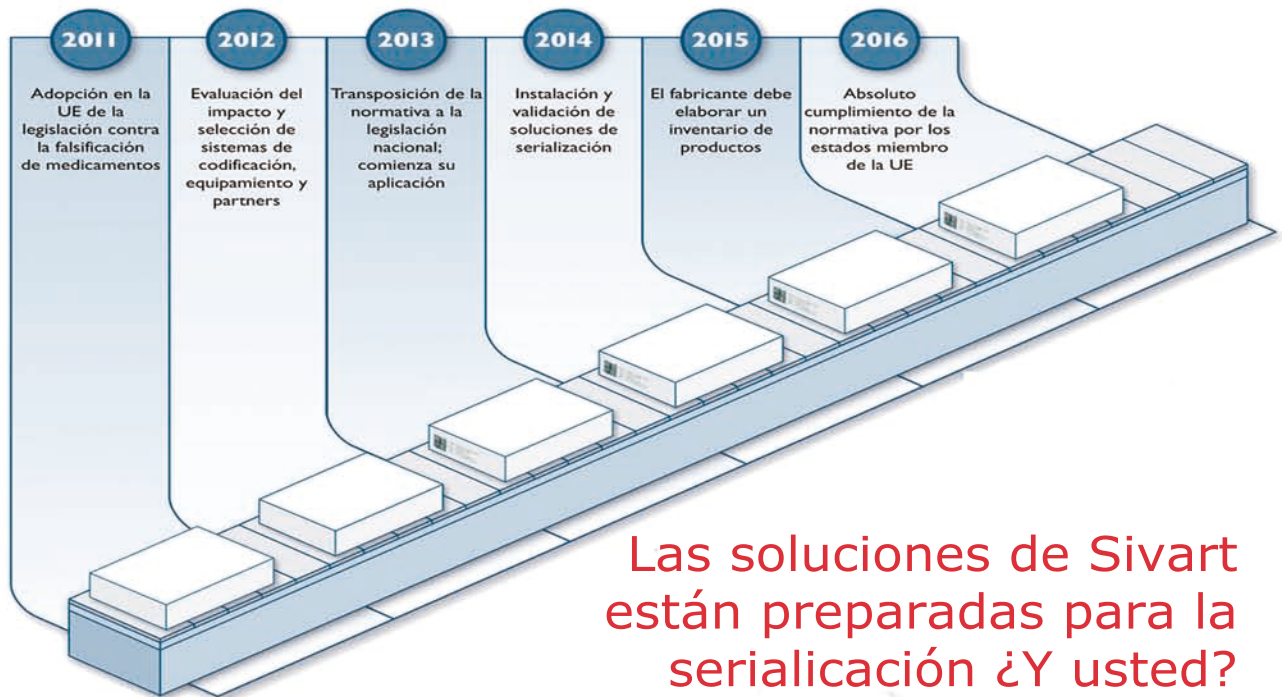 2011
Adopción en la
UE de la
legislación contra
la falsificación
de medicamentos
2012
Evaluación del
impacto y
selección de
sistemas de
codificación,
equipamiento y
partners
2013
Transposición de la
normativa a la
legislación
nacional;
comienza su
aplicación
2014
Instalación y
validación de
soluciones de
serialización
2015
El fabricante debe
elaborar un
inventario de
productos
2016
Absoluto
cumplimiento de la
normativa por los
estados miembro
de la UE
Las soluciones de Sivart
están preparadas para la
serialicación ¿Y usted?